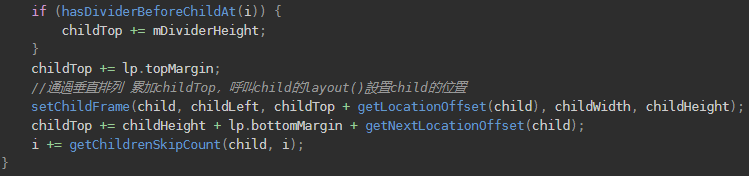 if (hasDividerBeforeChildAt(i)) {
childTop += mDividerHeight;
}
childTop += lp.topMargin;
//通過垂直排列 累加childTop, 呼叫child的layout()設置child的位置
setChildFrame(child, childLeft, childTop + getLocationOffset(child), childWidth, childHeight);
childTop += childHeight + lp.bottomMargin + getNextLocationOffset(child);
i += getChildrenSkipCount(child, i);
}